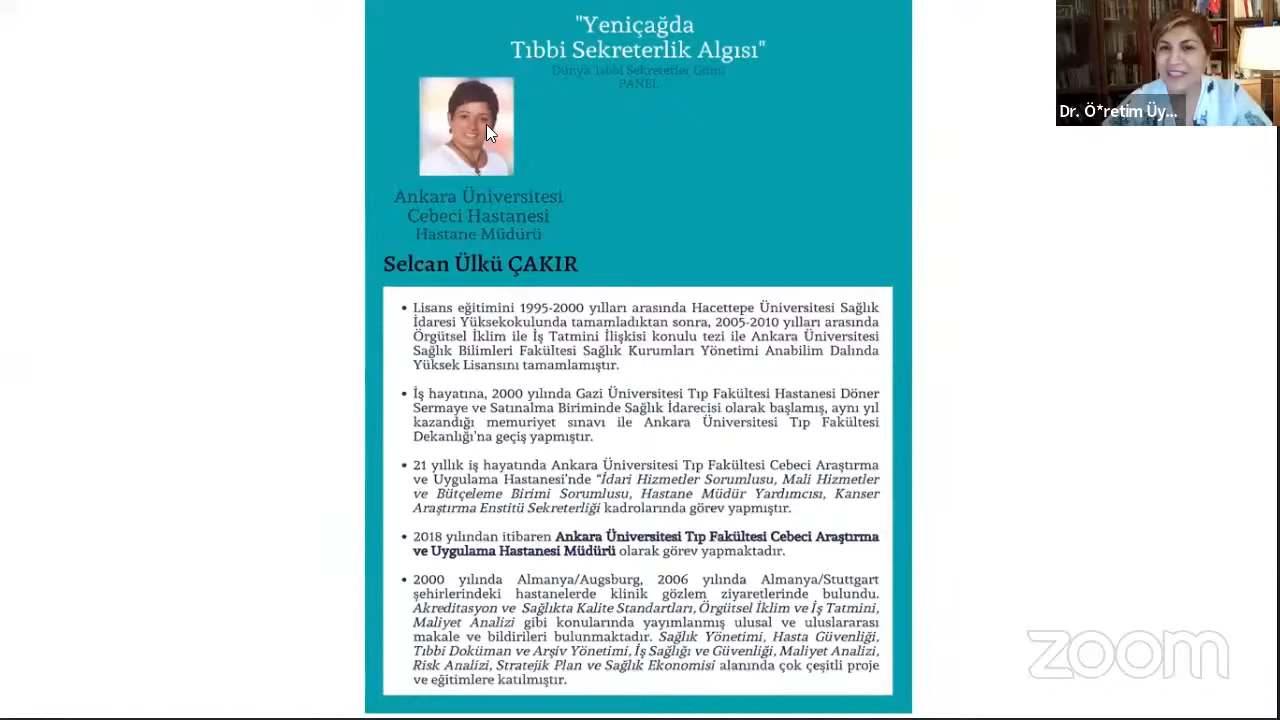 "Yeniçağda
Tıbbi Sekreterlik Algısı"
Dünya Tıbbi Sekreterler Günü
PANEL
Dr. Ö*retim Üy...
Ankara Üniversitesi
Cebeci Hastanesi
Hastane Müdürü
Selcan Ülkü ÇAKIR
• Lisans eğitimini 1995-2000 yılları arasında Hacettepe Üniversitesi Sağlık
İdaresi Yüksekokulunda tamamladıktan sonra, 2005-2010 yılları arasında
Örgütsel İklim ile İş Tatmini İlişkisi konulu tezi ile Ankara Üniversitesi
Sağlık Bilimleri Fakültesi Sağlık Kurumları Yönetimi Anabilim Dalında
Yüksek Lisansını tamamlamıştır.
• İş hayatına, 2000 yılında Gazi Üniversitesi Tıp Fakültesi Hastanesi Döner
Sermaye ve Satınalma Biriminde Sağlık İdarecisi olarak başlamış, aynı yıl
kazandığı memuriyet sınavı ile Ankara Üniversitesi Tıp Fakültesi
Dekanlığı'na geçiş yapmıştır.
• 21 yıllık iş hayatında Ankara Üniversitesi Tıp Fakültesi Cebeci Araştırma
ve Uygulama Hastanesi'nde "İdari Hizmetler Sorumlusu, Mali Hizmetler
ve Bütçeleme Birimi Sorumlusu, Hastane Müdür Yardımcısı, Kanser
Araştırma Enstitü Sekreterliği kadrolarında görev yapmıştır.
• 2018 yılından itibaren Ankara Üniversitesi Tıp Fakültesi Cebeci Araştırma
ve Uygulama Hastanesi Müdürü olarak görev yapmaktadır.
• 2000 yılında Almanya/Augsburg, 2006 yılında Almanya/Stuttgart
şehirlerindeki hastanelerde klinik gözlem ziyaretlerinde bulundu.
Akreditasyon ve Sağlıkta Kalite Standartları, Örgütsel İklim ve İş Tatmini,
Maliyet Analizi gibi konularında yayımlanmış ulusal ve uluslararası
makale ve bildirileri bulunmaktadır. Sağlık Yönetimi, Hasta Güvenliği,
Tıbbi Doküman ve Arşiv Yönetimi, İş Sağlığı ve Güvenliği, Maliyet Analizi,
Risk Analizi, Stratejik Plan ve Sağlık Ekonomisi alanında çok çeşitli proje
ve eğitimlere katılmıştır.
zoom